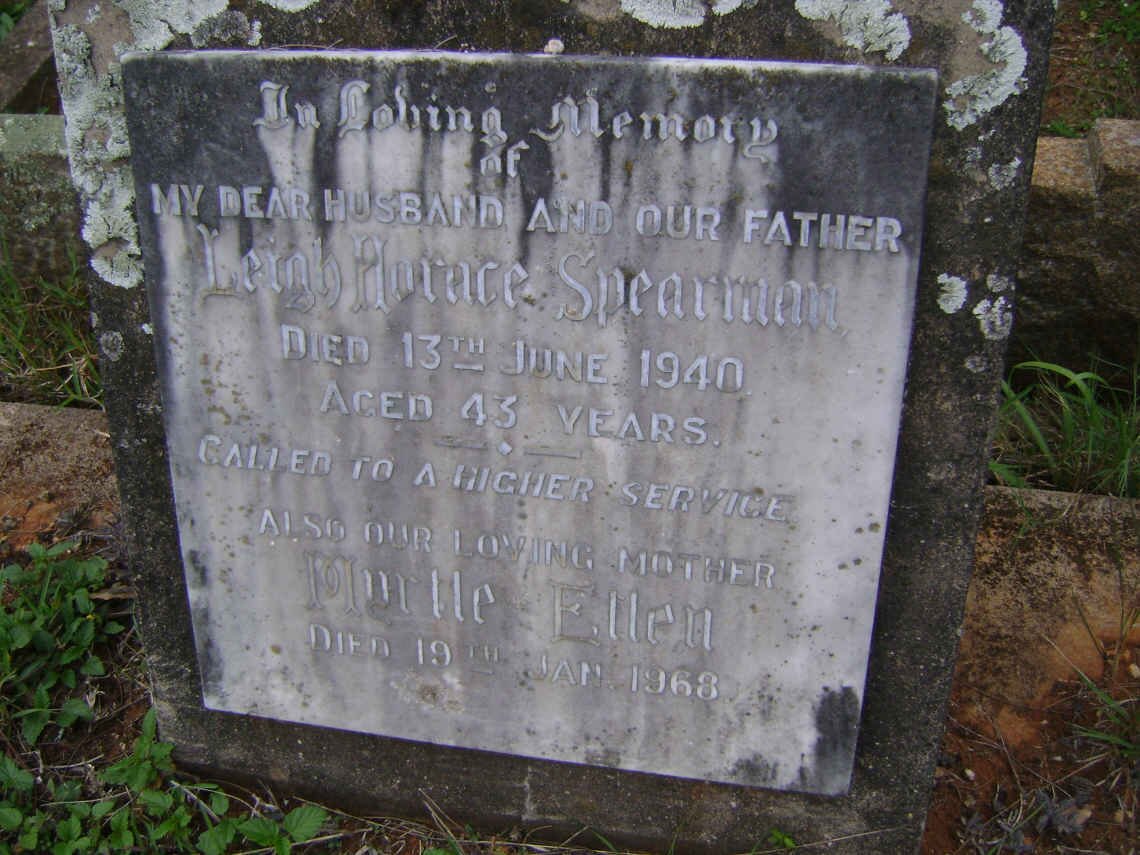 In Loving Memory
of
MY DEAR HUSBAND AND OUR FATHER
Leigh Horace Spearman,
DIED 13TH JUNE 1940.
AGED 43 YEARS.
CALLED TO A HIGHER SERVICE.
ALSO OUR LOVING MOTHER
Myrtle Ellen
DIED 19TH JAN. 1968